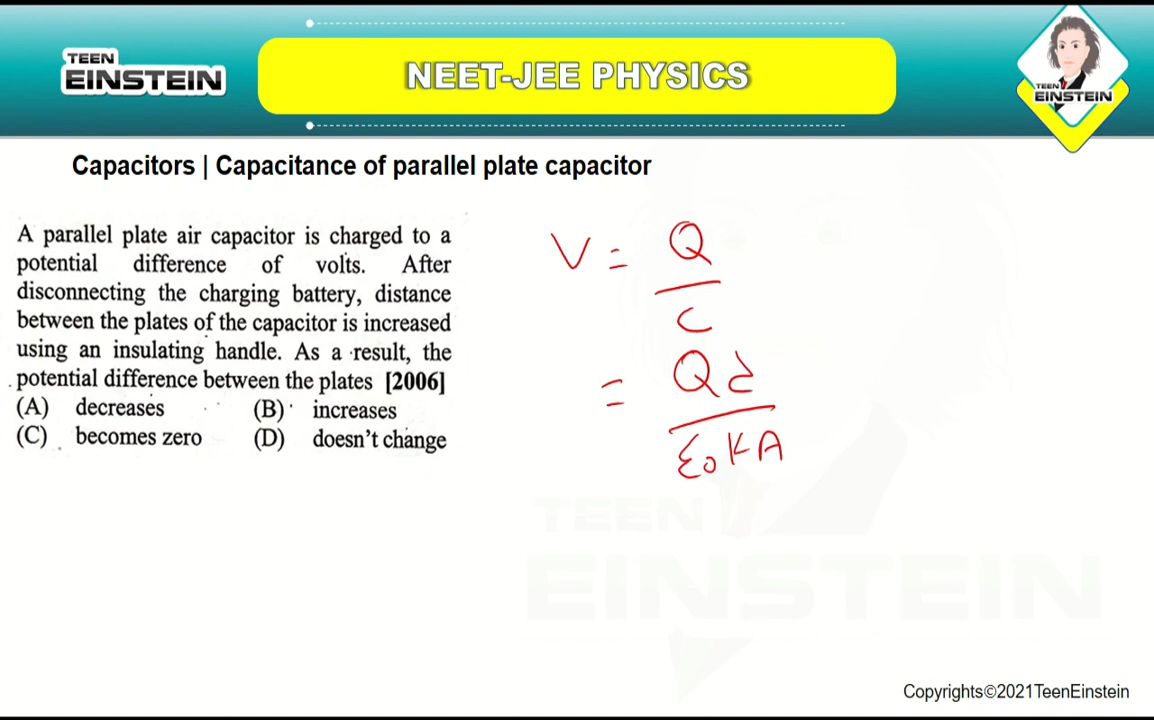 TEEN
EINSTEIN
NEET-JEE PHYSICS
TEEN
EINSTEIN
Capacitors | Capacitance of parallel plate capacitor
A parallel plate air capacitor is charged to a
potential difference of volts. After
disconnecting the charging battery, distance
between the plates of the capacitor is increased
using an insulating handle. As a result, the
potential difference between the plates [2006]
(A) decreases (B) increases
(C) becomes zero (D) doesn't change
V = Q
C
= Qd
ε₀KA
TEEN
EINSTEIN
Copyrights©2021TeenEinstein